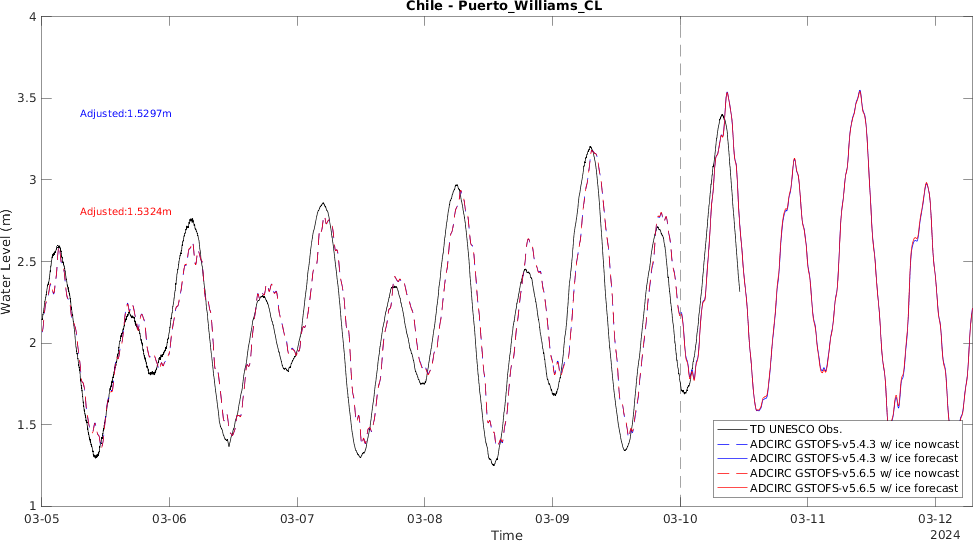 Chile - Puerto_Williams_CL
4
3.5
3
2.5
2
1.5
1
Water Level (m)
Adjusted:1.5297m
Adjusted:1.5324m
TD UNESCO Obs.
ADCIRC GSTOFS-v5.4.3 w/ ice nowcast
ADCIRC GSTOFS-v5.4.3 w/ ice forecast
ADCIRC GSTOFS-v5.6.5 w/ ice nowcast
ADCIRC GSTOFS-v5.6.5 w/ ice forecast
03-05 03-06 03-07 03-08 03-09 03-10 03-11 03-12
Time
2024